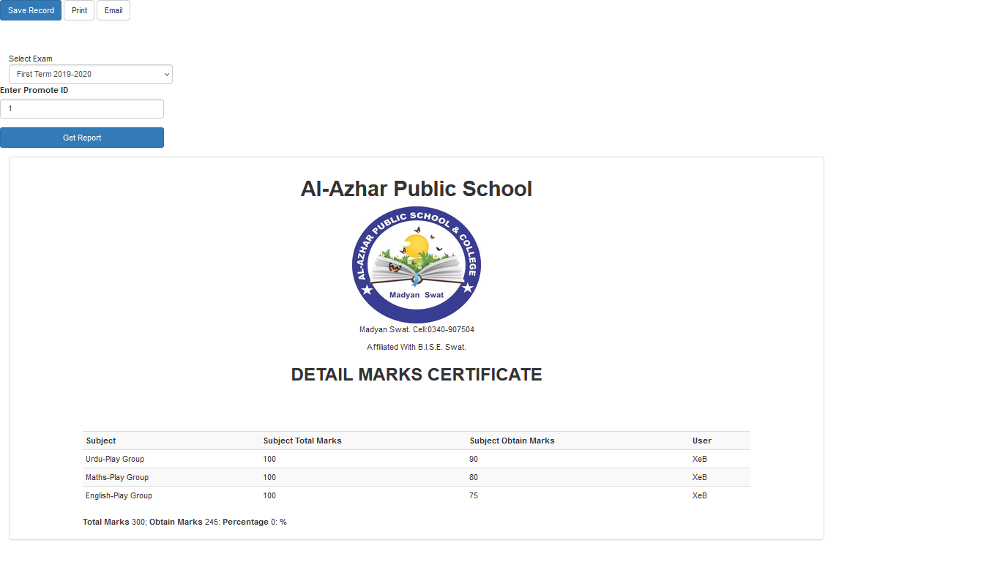 Save Record Print Email
Select Exam
First Term 2019-2020
Enter Promote ID
1
Get Report
Al-Azhar Public School
AL-AZHAR PUBLIC SCHOOL & COLLEGE
Madyan Swat
Madyan Swat. Cell:0340-907504
Affiliated With B.I.S.E. Swat.
DETAIL MARKS CERTIFICATE
Subject Subject Total Marks Subject Obtain Marks User
Urdu-Play Group 100 90 XeB
Maths-Play Group 100 80 XeB
English-Play Group 100 75 XeB
Total Marks 300; Obtain Marks 245: Percentage 0: %